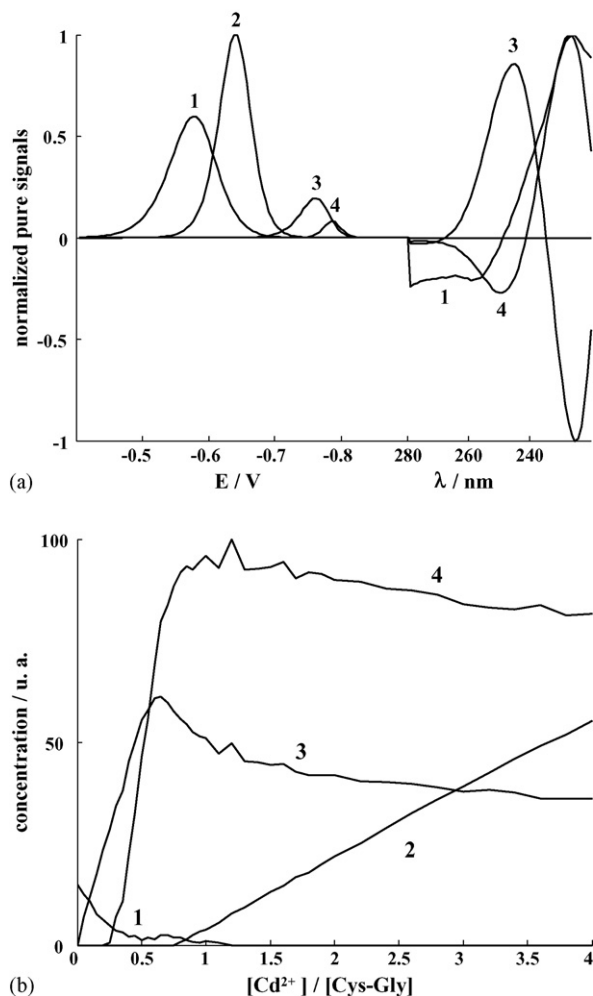 2
1
3
4
3
1
4
1
0.5
0
-0.5
-1
normalized pure signals
-0.5 -0.6 -0.7 -0.8 280 260 240
E / V λ / nm
(a)
100
50
0
concentration / u. a.
4
3
2
1
0 0.5 1 1.5 2 2.5 3 3.5 4
[Cd²⁺] / [Cys-Gly]
(b)